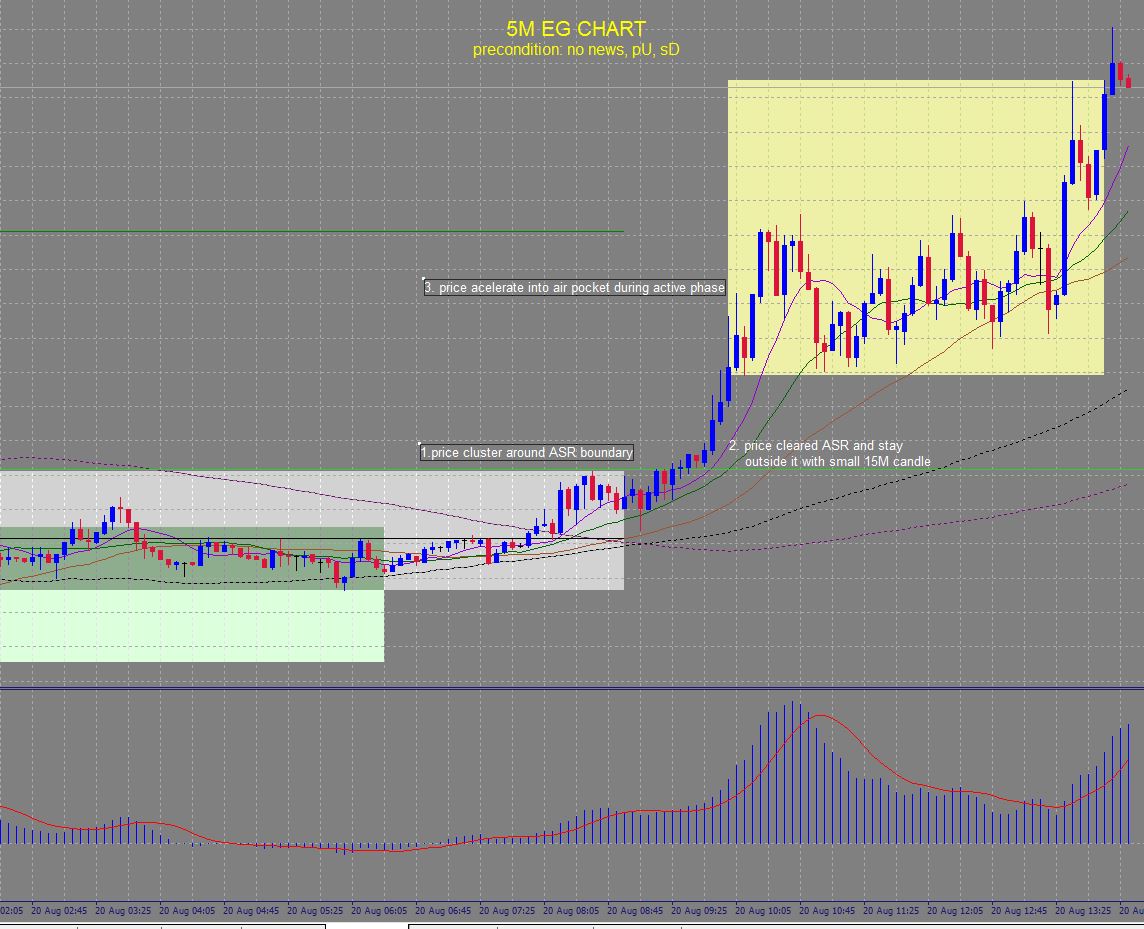 5M EG CHART
precondition: no news, pU, sD
3. price acelerate into air pocket during active phase
1.price cluster around ASR boundary
2. price cleared ASR and stay
outside it with small 15M candle
02:05 20 Aug 02:45 20 Aug 03:25 20 Aug 04:05 20 Aug 04:45 20 Aug 05:25 20 Aug 06:05 20 Aug 06:45 20 Aug 07:25 20 Aug 08:05 20 Aug 08:45 20 Aug 09:25 20 Aug 10:05 20 Aug 10:45 20 Aug 11:25 20 Aug 12:05 20 Aug 12:45 20 Aug 13:25 20 Au